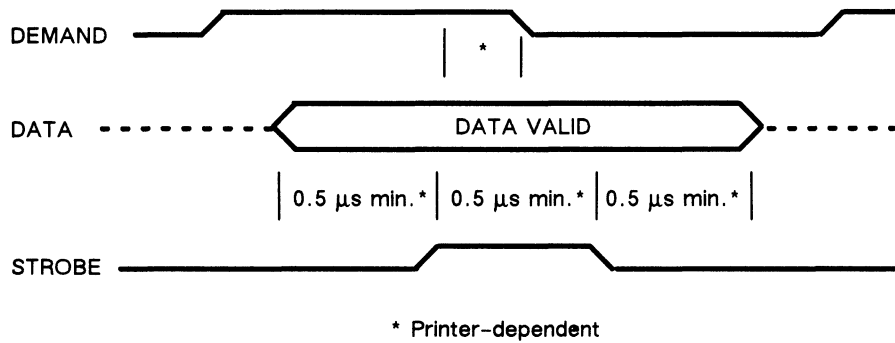 DEMAND
*
DATA
DATA VALID
0.5 μs min.* 0.5 μs min.* 0.5 μs min.*
STROBE
* Printer-dependent